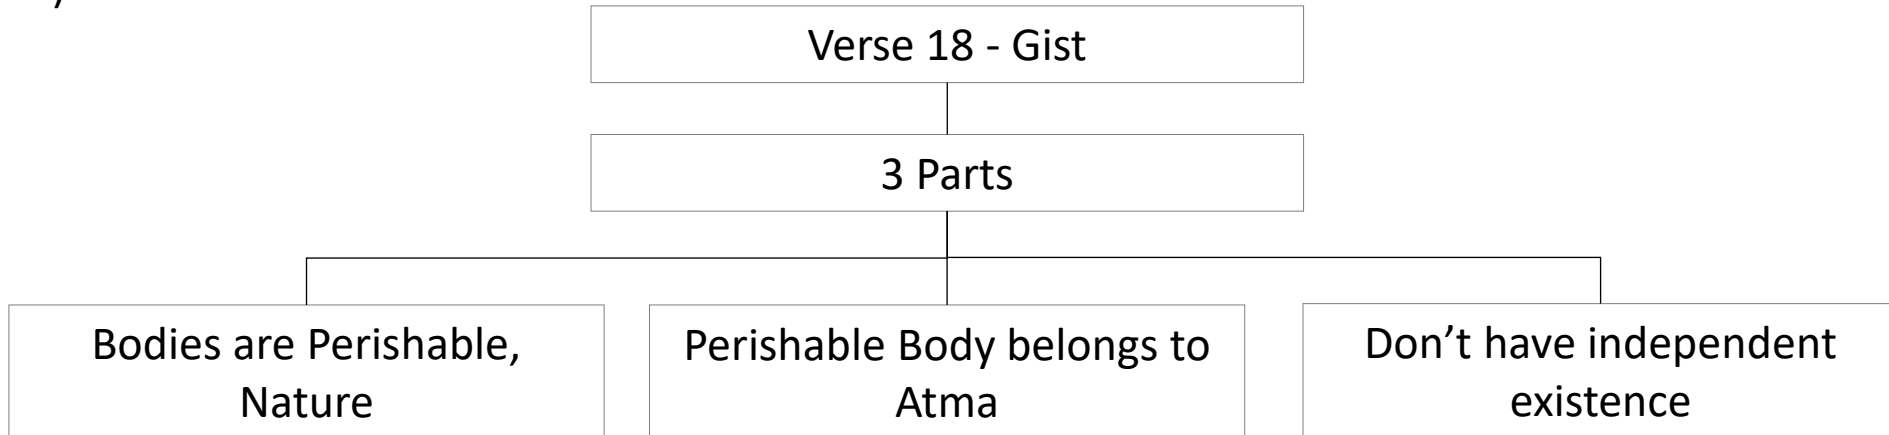 Verse 18 - Gist
3 Parts
Bodies are Perishable,
Nature
Perishable Body belongs to
Atma
Don’t have independent
existence